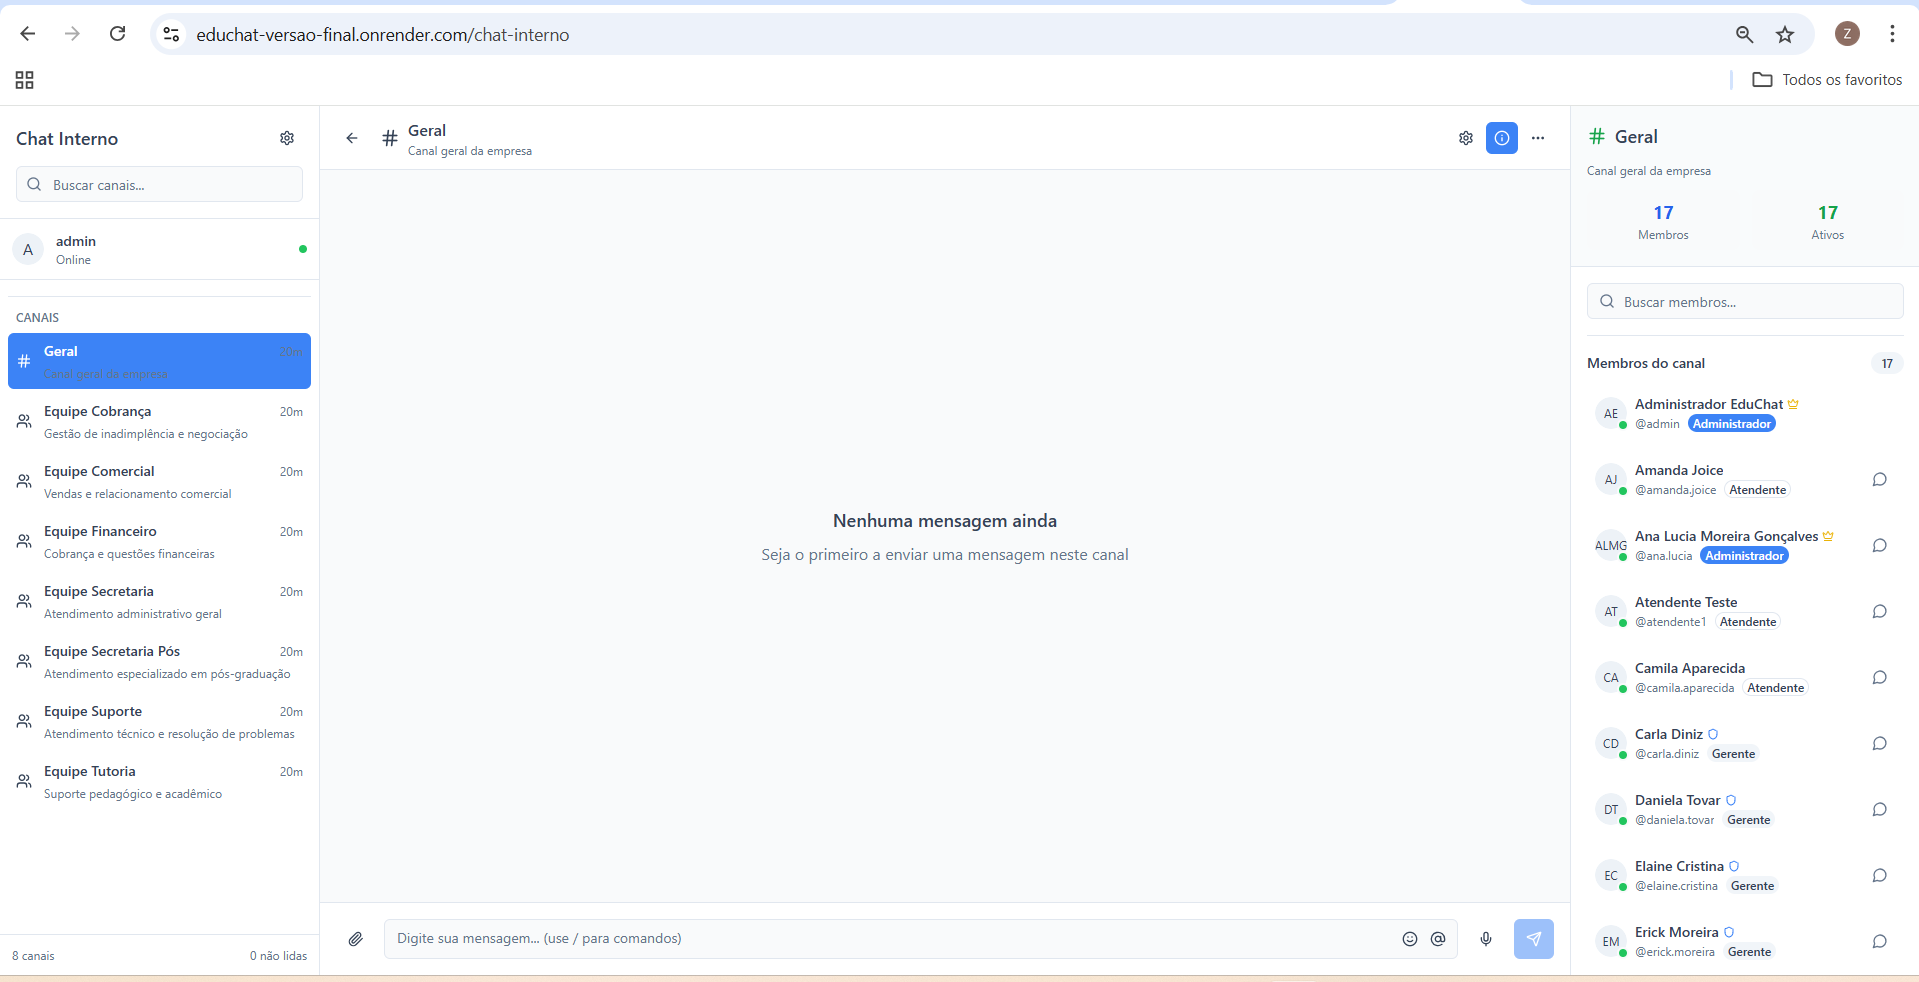 educhat-versao-final.onrender.com/chat-interno
Z
Todos os favoritos
Chat Interno
Buscar canais...
A
admin
Online
CANAIS
Geral
20m
Canal geral da empresa
Equipe Cobrança
20m
Gestão de inadimplência e negociação
Equipe Comercial
20m
Vendas e relacionamento comercial
Equipe Financeiro
20m
Cobrança e questões financeiras
Equipe Secretaria
20m
Atendimento administrativo geral
Equipe Secretaria Pós
20m
Atendimento especializado em pós-graduação
Equipe Suporte
20m
Atendimento técnico e resolução de problemas
Equipe Tutoria
20m
Suporte pedagógico e acadêmico
8 canais
0 não lidas
# Geral
Canal geral da empresa
Nenhuma mensagem ainda
Seja o primeiro a enviar uma mensagem neste canal
Digite sua mensagem... (use / para comandos)
# Geral
Canal geral da empresa
17
Membros
17
Ativos
Buscar membros...
Membros do canal
17
AE
Administrador EduChat
@admin Administrador
AJ
Amanda Joice
@amanda.joice Atendente
ALMG
Ana Lucia Moreira Gonçalves
@ana.lucia Administrador
AT
Atendente Teste
@atendente1 Atendente
CA
Camila Aparecida
@camila.aparecida Atendente
CD
Carla Diniz
@carla.diniz Gerente
DT
Daniela Tovar
@daniela.tovar Gerente
EC
Elaine Cristina
@elaine.cristina Gerente
EM
Erick Moreira
@erick.moreira Gerente